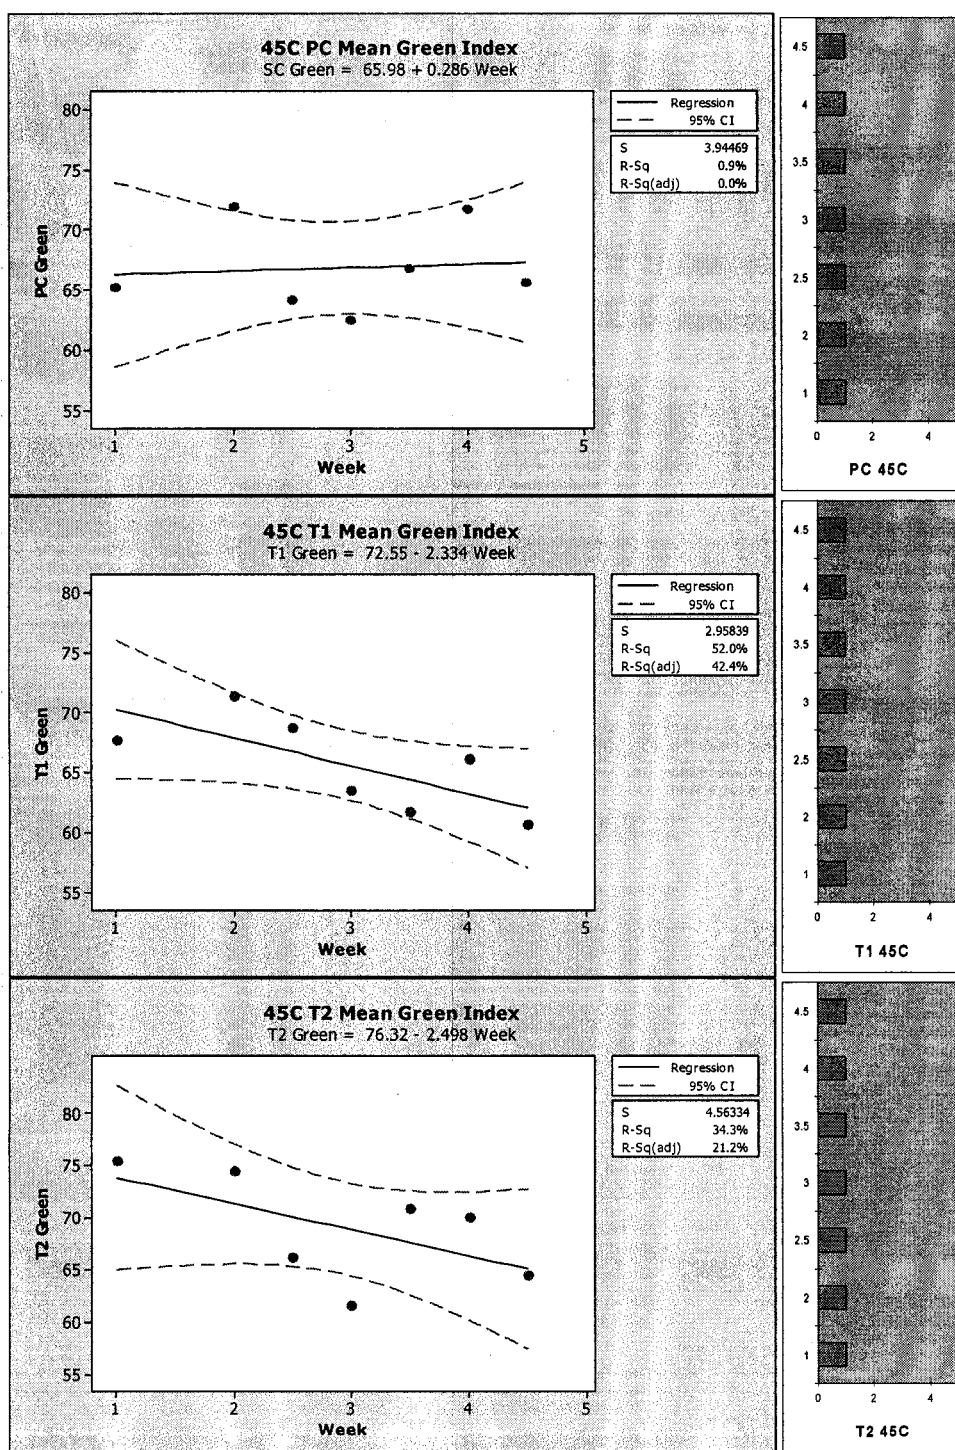 45C PC Mean Green Index
SC Green = 65.98 + 0.286 Week
80
75
70
65
60
55
PC Green
1 2 3 4 5
Week
Regression
95% CI
S 3.94469
R-Sq 0.9%
R-Sq(adj) 0.0%
4.5
4
3.5
3
2.5
2
1
0 2 4
PC 45C
45C T1 Mean Green Index
T1 Green = 72.55 - 2.334 Week
80
75
70
65
60
55
T1 Green
1 2 3 4 5
Week
Regression
95% CI
S 2.95839
R-Sq 52.0%
R-Sq(adj) 42.4%
4.5
4
3.5
3
2.5
2
1
0 2 4
T1 45C
45C T2 Mean Green Index
T2 Green = 76.32 - 2.498 Week
80
75
70
65
60
55
T2 Green
1 2 3 4 5
Week
Regression
95% CI
S 4.56334
R-Sq 34.3%
R-Sq(adj) 21.2%
4.5
4
3.5
3
2.5
2
1
0 2 4
T2 45C